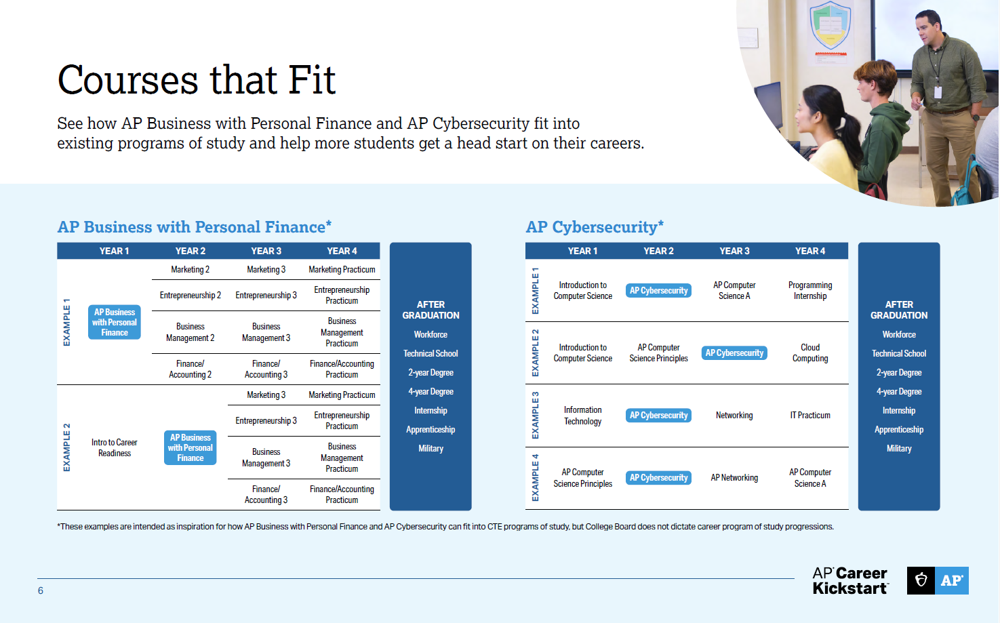 Courses that Fit
See how AP Business with Personal Finance and AP Cybersecurity fit into
existing programs of study and help more students get a head start on their careers.
AP Business with Personal Finance*
YEAR 1 YEAR 2 YEAR 3 YEAR 4
EXAMPLE 1
AP Business
with Personal
Finance
Marketing 2 Marketing 3 Marketing Practicum
Entrepreneurship 2 Entrepreneurship 3 Entrepreneurship
Practicum
Business
Management 2
Business
Management 3
Business
Management
Practicum
Finance/
Accounting 2
Finance/
Accounting 3
Finance/Accounting
Practicum
EXAMPLE 2
Intro to Career
Readiness
AP Business
with Personal
Finance
Marketing 3 Marketing Practicum
Entrepreneurship 3 Entrepreneurship
Practicum
Business
Management 3
Business
Management
Practicum
Finance/
Accounting 3
Finance/Accounting
Practicum
AFTER
GRADUATION
Workforce
Technical School
2-year Degree
4-year Degree
Internship
Apprenticeship
Military
AP Cybersecurity*
YEAR 1 YEAR 2 YEAR 3 YEAR 4
EXAMPLE 1
Introduction to
Computer Science
AP Cybersecurity
AP Computer
Science A
Programming
Internship
EXAMPLE 2
Introduction to
Computer Science
AP Computer
Science Principles
AP Cybersecurity
Cloud
Computing
EXAMPLE 3
Information
Technology
AP Cybersecurity
Networking
IT Practicum
EXAMPLE 4
AP Computer
Science Principles
AP Cybersecurity
AP Networking
AP Computer
Science A
AFTER
GRADUATION
Workforce
Technical School
2-year Degree
4-year Degree
Internship
Apprenticeship
Military
*These examples are intended as inspiration for how AP Business with Personal Finance and AP Cybersecurity can fit into CTE programs of study, but College Board does not dictate career program of study progressions.
6
AP® Career
Kickstart™
AP®